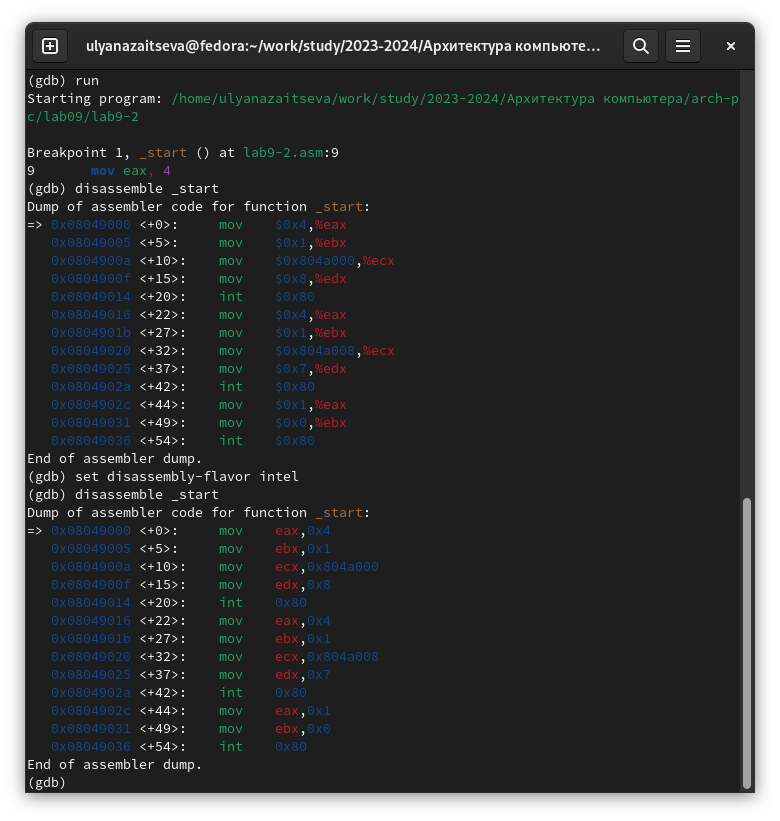 ulyanazaitseva@fedora:~/work/study/2023-2024/Архитектура компьюте…
(gdb) run
Starting program: /home/ulyanazaitseva/work/study/2023-2024/Архитектура компьютера/arch-p
c/lab09/lab9-2
Breakpoint 1, _start () at lab9-2.asm:9
9       mov eax, 4
(gdb) disassemble _start
Dump of assembler code for function _start:
=> 0x08049000 <+0>:     mov    $0x4,%eax
   0x08049005 <+5>:     mov    $0x1,%ebx
   0x0804900a <+10>:    mov    $0x804a000,%ecx
   0x0804900f <+15>:    mov    $0x8,%edx
   0x08049014 <+20>:    int    $0x80
   0x08049016 <+22>:    mov    $0x4,%eax
   0x0804901b <+27>:    mov    $0x1,%ebx
   0x08049020 <+32>:    mov    $0x804a008,%ecx
   0x08049025 <+37>:    mov    $0x7,%edx
   0x0804902a <+42>:    int    $0x80
   0x0804902c <+44>:    mov    $0x1,%eax
   0x08049031 <+49>:    mov    $0x0,%ebx
   0x08049036 <+54>:    int    $0x80
End of assembler dump.
(gdb) set disassembly-flavor intel
(gdb) disassemble _start
Dump of assembler code for function _start:
=> 0x08049000 <+0>:     mov    eax,0x4
   0x08049005 <+5>:     mov    ebx,0x1
   0x0804900a <+10>:    mov    ecx,0x804a000
   0x0804900f <+15>:    mov    edx,0x8
   0x08049014 <+20>:    int    0x80
   0x08049016 <+22>:    mov    eax,0x4
   0x0804901b <+27>:    mov    ebx,0x1
   0x08049020 <+32>:    mov    ecx,0x804a008
   0x08049025 <+37>:    mov    edx,0x7
   0x0804902a <+42>:    int    0x80
   0x0804902c <+44>:    mov    eax,0x1
   0x08049031 <+49>:    mov    ebx,0x0
   0x08049036 <+54>:    int    0x80
End of assembler dump.
(gdb)